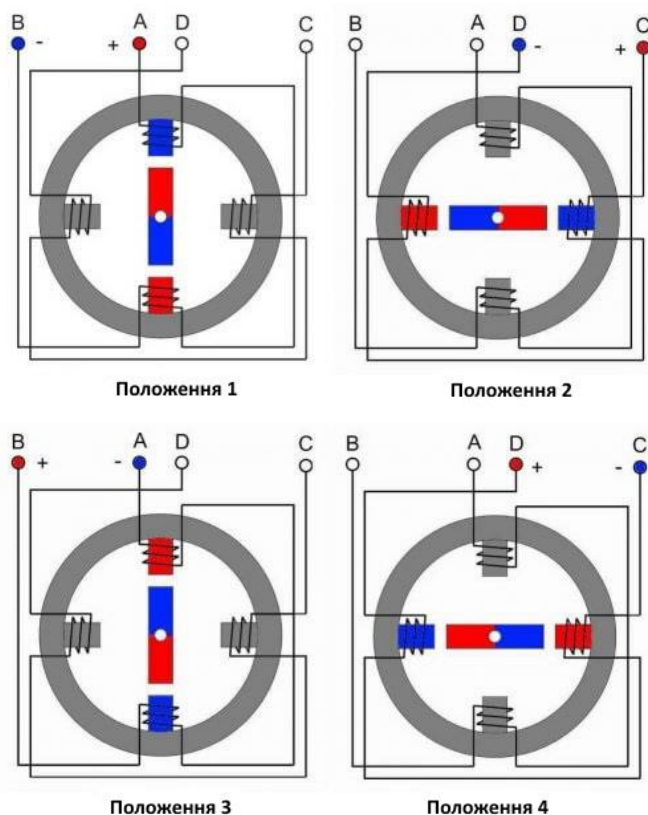 B A D C
- +
Положення 1
B A D C
- +
Положення 2
B A D C
+ -
Положення 3
B A D C
+ -
Положення 4